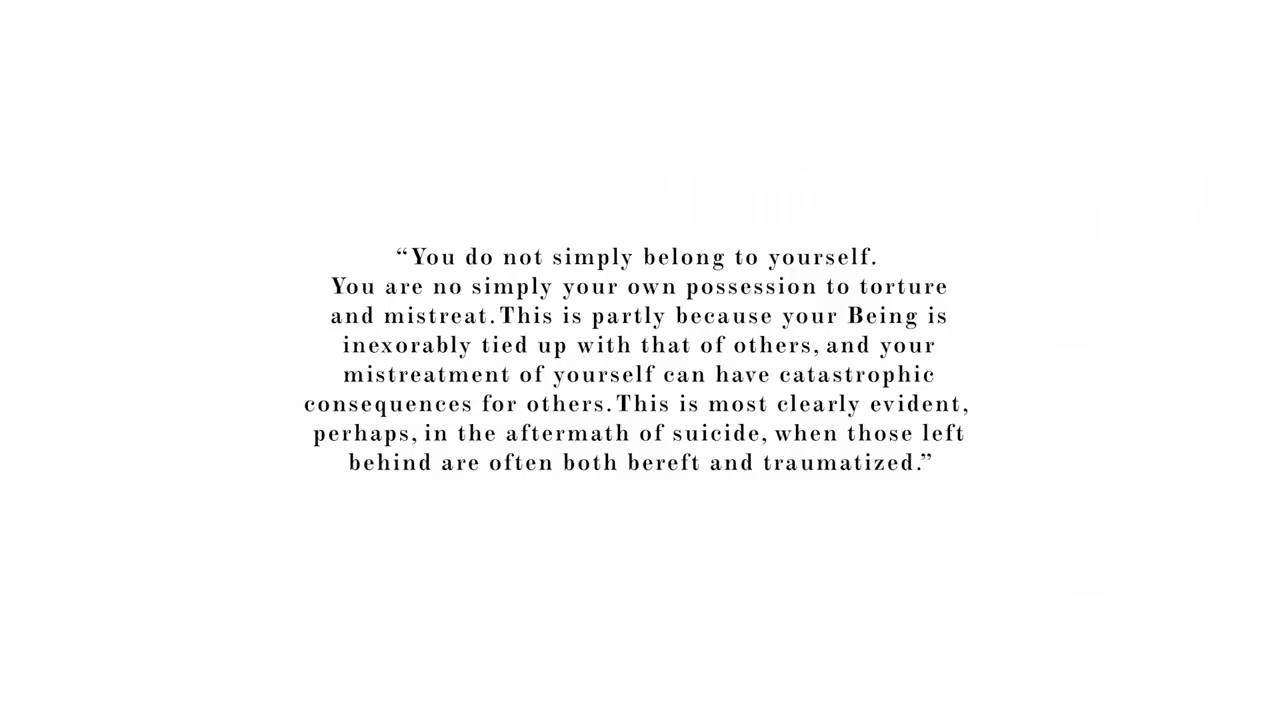 “You do not simply belong to yourself.
You are no simply your own possession to torture
and mistreat. This is partly because your Being is
inexorably tied up with that of others, and your
mistreatment of yourself can have catastrophic
consequences for others. This is most clearly evident,
perhaps, in the aftermath of suicide, when those left
behind are often both bereft and traumatized.”